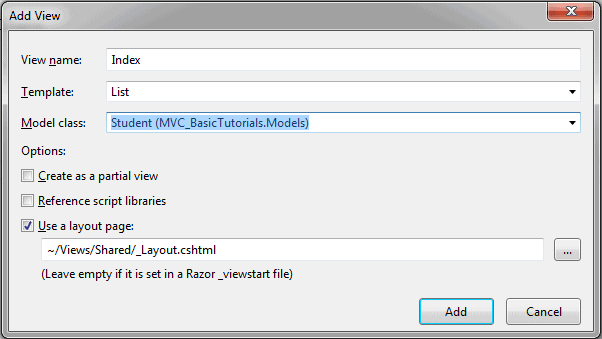 Add View
View name: Index
Template: List
Model class: Student (MVC_BasicTutorials.Models)
Options:
Create as a partial view
Reference script libraries
Use a layout page:
~/Views/Shared/_Layout.cshtml
...
(Leave empty if it is set in a Razor _viewstart file)
Add Cancel